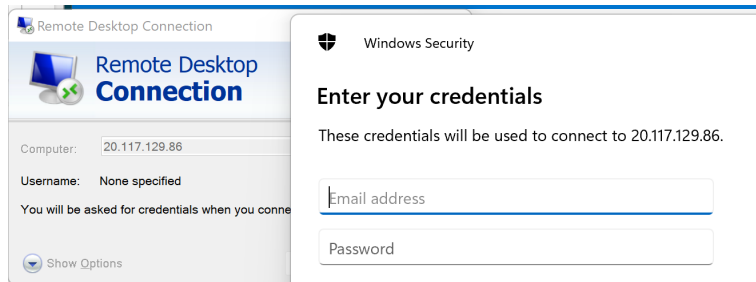 Remote Desktop Connection
Remote Desktop
Connection
Computer:
20.117.129.86
Username:
None specified
You will be asked for credentials when you conne
Show Options
Windows Security
Enter your credentials
These credentials will be used to connect to 20.117.129.86.
Email address
Password